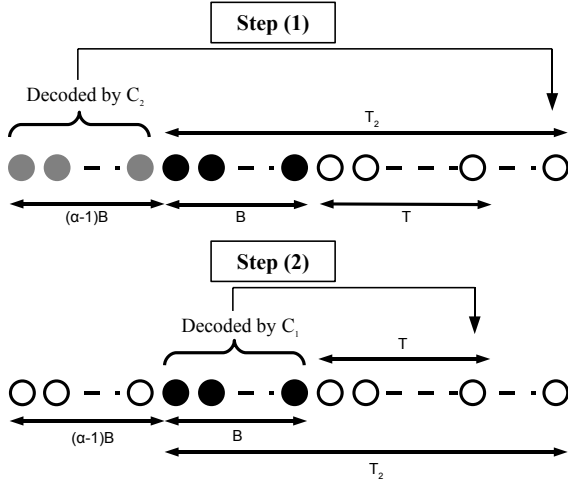 Step (1)
Decoded by C₂
T₂
(α-1)B
B
T
Step (2)
Decoded by C₁
T
(α-1)B
B
T₂